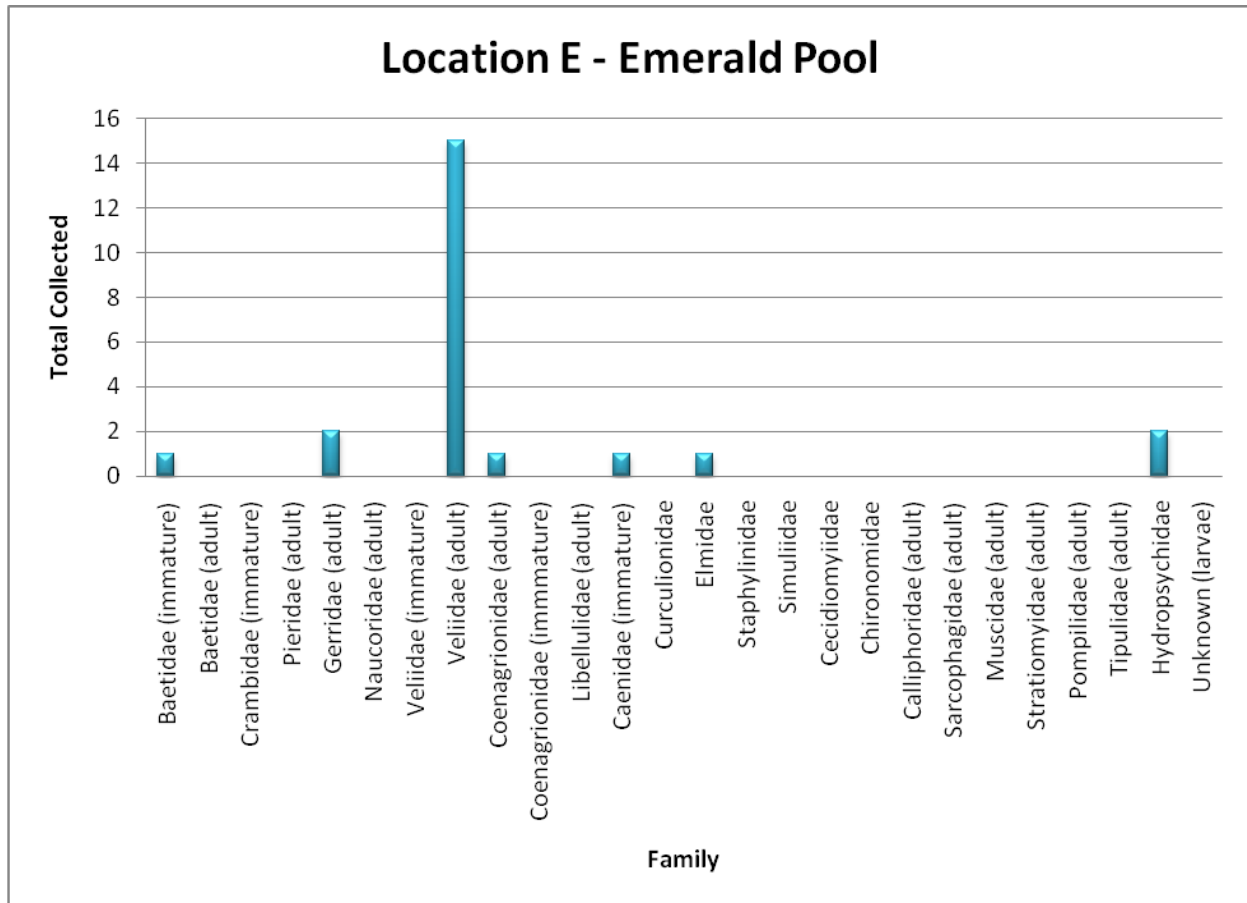 Location E - Emerald Pool
Total Collected
16
14
12
10
8
6
4
2
0
Baetidae (immature)
Baetidae (adult)
Crambidae (immature)
Pieridae (adult)
Gerridae (adult)
Naucoridae (adult)
Veliidae (immature)
Veliidae (adult)
Coenagrionidae (adult)
Coenagrionidae (immmature)
Libellulidae (adult)
Caenidae (immature)
Curculionidae
Elmidae
Staphylinidae
Simuliidae
Cecidiomyiidae
Chironomidae
Calliphoridae (adult)
Sarcophagidae (adult)
Muscidae (adult)
Stratiomyidae (adult)
Pompilidae (adult)
Tipulidae (adult)
Hydropsychidae
Unknown (larvae)
Family